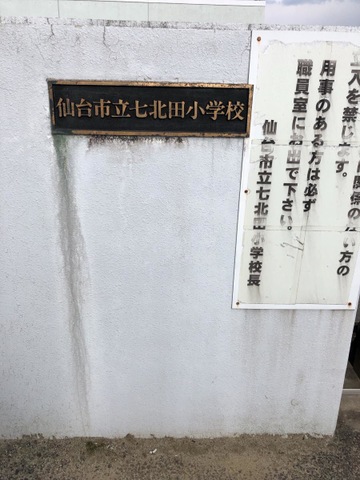 仙台市立七北田小学校
関係のない方の
立入を禁じます。
用事のある方は必ず
職員室にお出で下さい。
仙台市立七北田小学校長